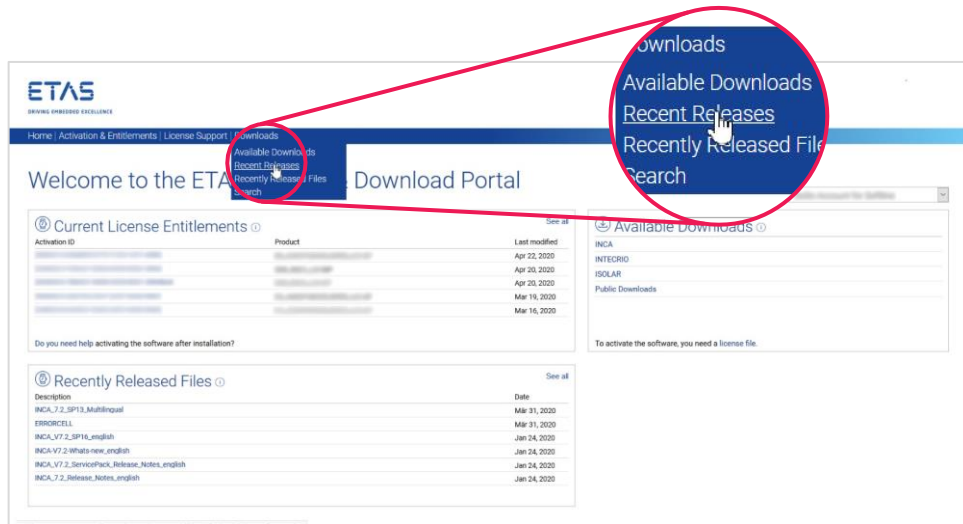 ownloads
Available Downloads
Recent Releases
Recently Released File
Search
ETAS
DRIVING EMBEDDED EXCELLENCE
Home | Activation & Entitlements | License Support | Downloads
Available Downloads
Recent Releases
Recently Released Files
Search
Welcome to the ETA & Download Portal
Current License Entitlements
See all
Activation ID Product Last modified
Apr 22, 2020
Apr 20, 2020
Apr 20, 2020
Mar 19, 2020
Mar 16, 2020
Do you need help activating the software after installation?
Available Downloads
INCA
INTECRIO
ISOLAR
Public Downloads
To activate the software, you need a license file.
Recently Released Files
See all
Description Date
INCA_7.2_SP13_Multilingual Mär 31, 2020
ERRORCELL Mär 31, 2020
INCA_V7.2_SP16_english Jan 24, 2020
INCA-V7.2-Whats-new_english Jan 24, 2020
INCA_V7.2_ServicePack_Release_Notes_english Jan 24, 2020
INCA_7.2_Release_Notes_english Jan 24, 2020